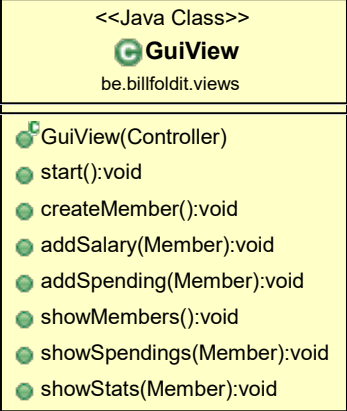 <<Java Class>>
C GuiView
be.billfoldit.views
C GuiView(Controller)
start():void
createMember():void
addSalary(Member):void
addSpending(Member):void
showMembers():void
showSpendings(Member):void
showStats(Member):void